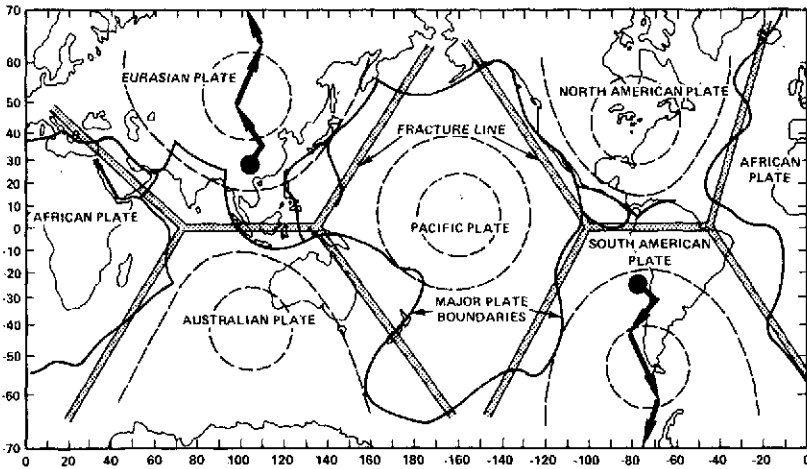 70
60
50
40
30
20
10
0
-10
-20
-30
-40
-50
-60
-70
EURASIAN PLATE
NORTH AMERICAN PLATE
FRACTURE LINE
AFRICAN
PLATE
AFRICAN PLATE
PACIFIC PLATE
SOUTH AMERICAN
PLATE
AUSTRALIAN PLATE
MAJOR PLATE
BOUNDARIES
0 20 40 60 80 100 120 140 160 180 -160 -140 -120 -100 -80 -60 -40 -20 0